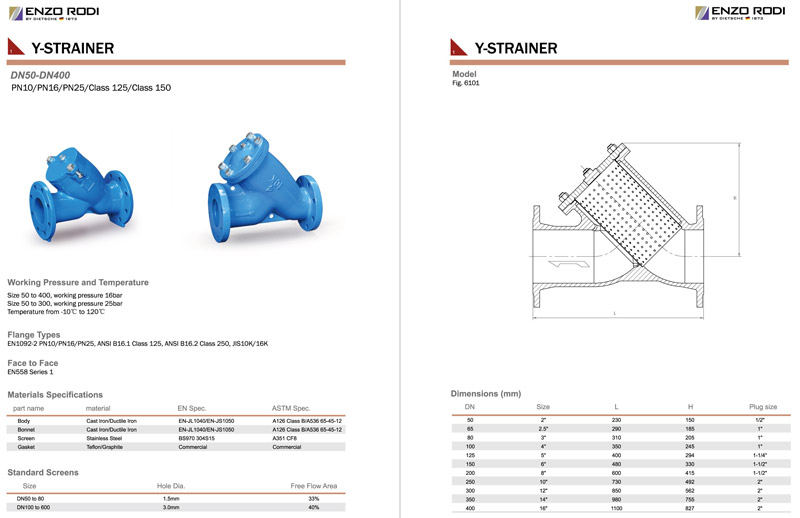 ENZO RODI
BY DIETSCHE 1873
1 Y-STRAINER
DN50-DN400
PN10/PN16/PN25/Class 125/Class 150
Working Pressure and Temperature
Size 50 to 400, working pressure 16bar
Size 50 to 300, working pressure 25bar
Temperature from -10℃ to 120℃
Flange Types
EN1092-2 PN10/PN16/PN25, ANSI B16.1 Class 125, ANSI B16.2 Class 250, JIS10K/16K
Face to Face
EN558 Series 1
Materials Specifications
part name material EN Spec. ASTM Spec.
Body Cast Iron/Ductile Iron EN-JL1040/EN-JS1050 A126 Class B/A536 65-45-12
Bonnet Cast Iron/Ductile Iron EN-JL1040/EN-JS1050 A126 Class B/A536 65-45-12
Screen Stainless Steel BS970 304S15 A351 CF8
Gasket Teflon/Graphite Commercial Commercial
Standard Screens
Size Hole Dia. Free Flow Area
DN50 to 80 1.5mm 33%
DN100 to 600 3.0mm 40%
ENZO RODI
BY DIETSCHE 1873
1 Y-STRAINER
Model
Fig. 6101
H
L
Dimensions (mm)
DN Size L H Plug size
50 2" 230 150 1/2"
65 2.5" 290 185 1"
80 3" 310 205 1"
100 4" 350 245 1"
125 5" 400 294 1-1/4"
150 6" 480 330 1-1/2"
200 8" 600 415 1-1/2"
250 10" 730 492 2"
300 12" 850 562 2"
350 14" 980 755 2"
400 16" 1100 827 2"